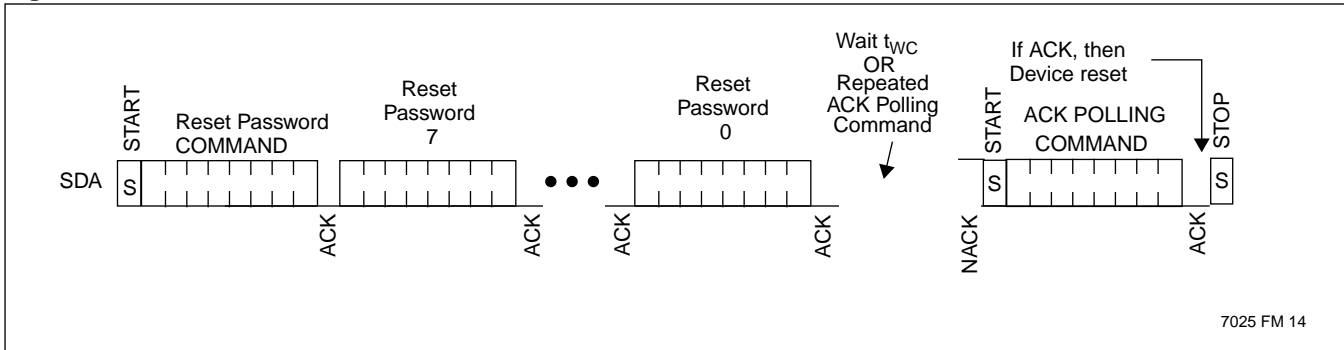 Wait tWC
OR
Repeated
ACK Polling
Command
If ACK, then
Device reset
START
Reset Password
COMMAND
Reset
Password
7
Reset
Password
0
START
ACK POLLING
COMMAND
STOP
SDA
S
S
S
ACK
ACK
ACK
ACK
NACK
ACK
7025 FM 14